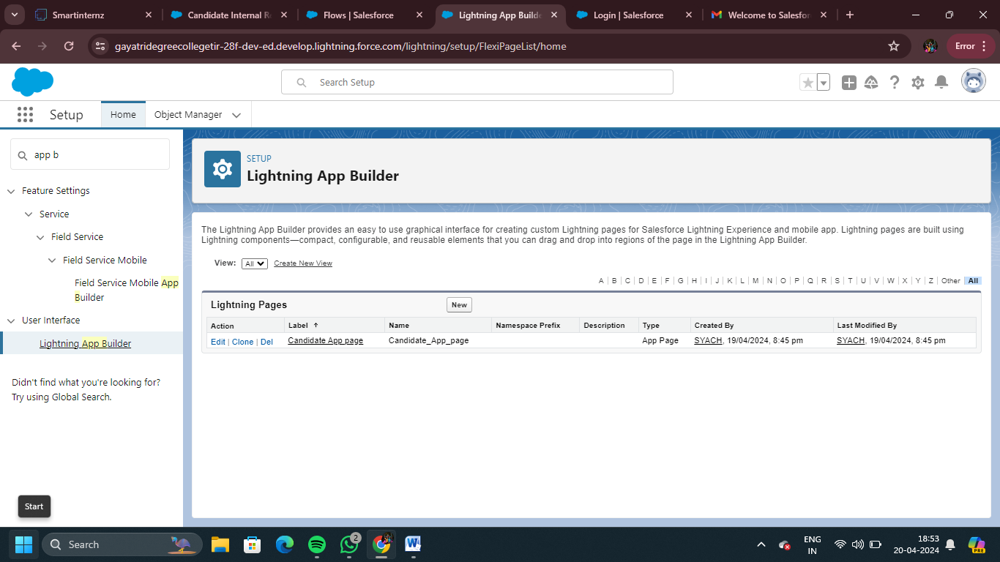 Smartinternz
Candidate Internal R
Flows | Salesforce
Lightning App Builde
Login | Salesforce
Welcome to Salesfor
gayatridegreecollegetir-28f-dev-ed.develop.lightning.force.com/lightning/setup/FlexiPageList/home
Error
Search Setup
Setup
Home
Object Manager
app b
Feature Settings
Service
Field Service
Field Service Mobile
Field Service Mobile App
Builder
User Interface
Lightning App Builder
Didn't find what you're looking for?
Try using Global Search.
Start
SETUP
Lightning App Builder
The Lightning App Builder provides an easy to use graphical interface for creating custom Lightning pages for Salesforce Lightning Experience and mobile app. Lightning pages are built using
Lightning components—compact, configurable, and reusable elements that you can drag and drop into regions of the page in the Lightning App Builder.
View: All Create New View
A | B | C | D | E | F | G | H | I | J | K | L | M | N | O | P | Q | R | S | T | U | V | W | X | Y | Z | Other | All
Lightning Pages New
Action Label ↑ Name Namespace Prefix Description Type Created By Last Modified By
Edit | Clone | Del Candidate App page Candidate_App_page App Page SYACH, 19/04/2024, 8:45 pm SYACH, 19/04/2024, 8:45 pm
Search
2
W
PRE
ENG
IN
18:53
20-04-2024